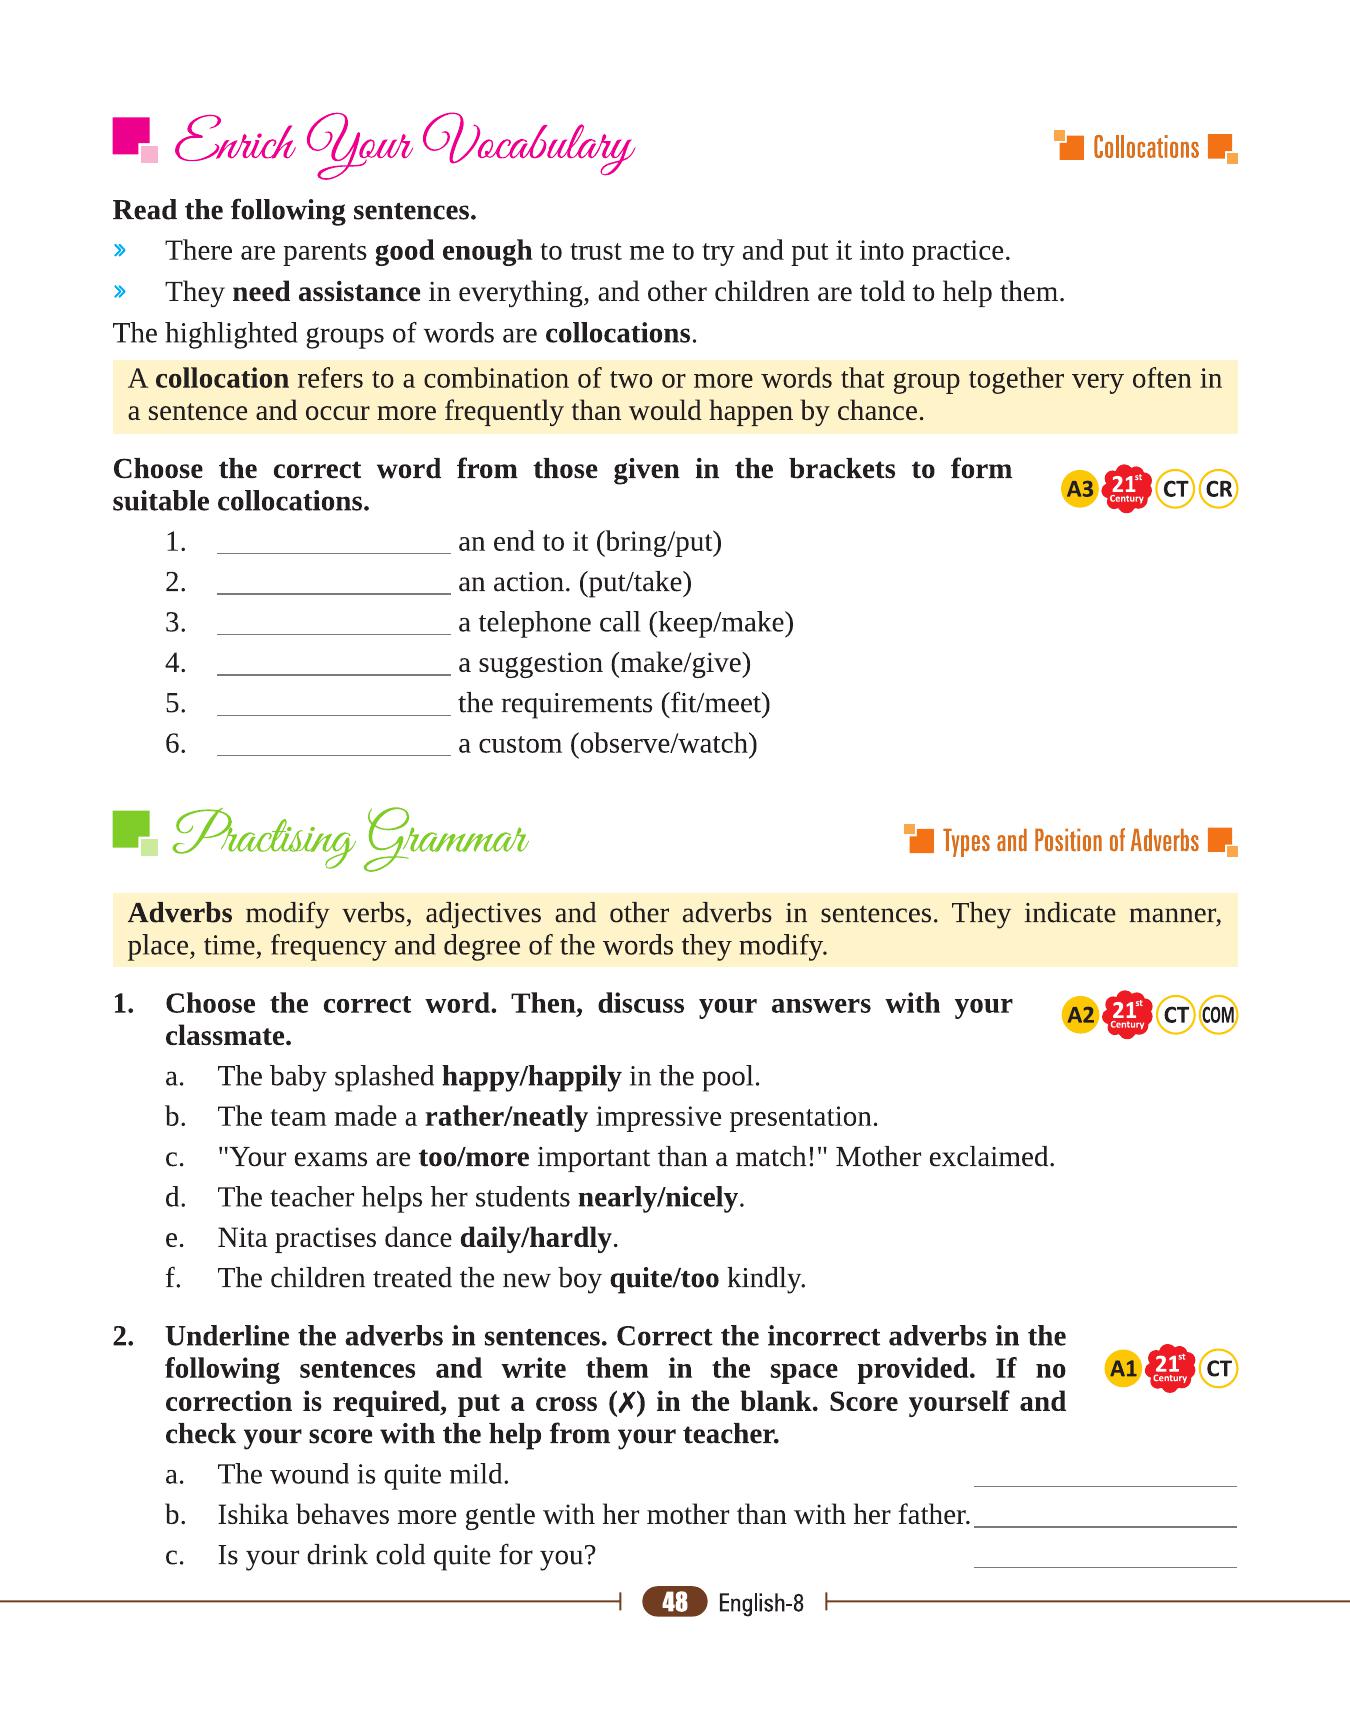 Enrich Your Vocabulary
Collocations
Read the following sentences.
» There are parents good enough to trust me to try and put it into practice.
» They need assistance in everything, and other children are told to help them.
The highlighted groups of words are collocations.
A collocation refers to a combination of two or more words that group together very often in
a sentence and occur more frequently than would happen by chance.
Choose the correct word from those given in the brackets to form
suitable collocations.
A3 21st Century CT CR
1. ________________ an end to it (bring/put)
2. ________________ an action. (put/take)
3. ________________ a telephone call (keep/make)
4. ________________ a suggestion (make/give)
5. ________________ the requirements (fit/meet)
6. ________________ a custom (observe/watch)
Practising Grammar
Types and Position of Adverbs
Adverbs modify verbs, adjectives and other adverbs in sentences. They indicate manner,
place, time, frequency and degree of the words they modify.
1. Choose the correct word. Then, discuss your answers with your
classmate.
A2 21st Century CT COM
a. The baby splashed happy/happily in the pool.
b. The team made a rather/neatly impressive presentation.
c. "Your exams are too/more important than a match!" Mother exclaimed.
d. The teacher helps her students nearly/nicely.
e. Nita practises dance daily/hardly.
f. The children treated the new boy quite/too kindly.
2. Underline the adverbs in sentences. Correct the incorrect adverbs in the
following sentences and write them in the space provided. If no
correction is required, put a cross (✗) in the blank. Score yourself and
check your score with the help from your teacher.
A1 21st Century CT
a. The wound is quite mild. __________________
b. Ishika behaves more gentle with her mother than with her father. __________________
c. Is your drink cold quite for you? __________________
48 English-8